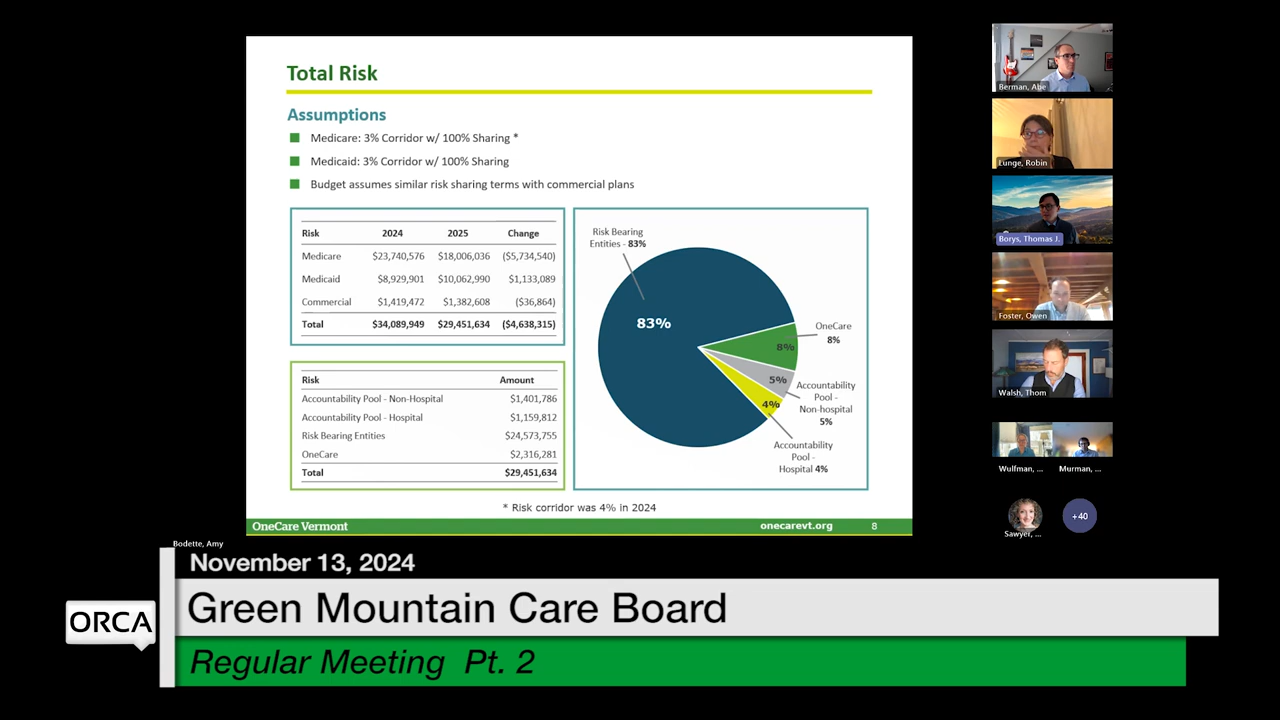 Total Risk
Assumptions
Medicare: 3% Corridor w/ 100% Sharing *
Medicaid: 3% Corridor w/ 100% Sharing
Budget assumes similar risk sharing terms with commercial plans
Risk 2024 2025 Change
Medicare $23,740,576 $18,006,036 ($5,734,540)
Medicaid $8,929,901 $10,062,990 $1,133,089
Commercial $1,419,472 $1,382,608 ($36,864)
Total $34,089,949 $29,451,634 ($4,638,315)
Risk Amount
Accountability Pool - Non-Hospital $1,401,786
Accountability Pool - Hospital $1,159,812
Risk Bearing Entities $24,573,755
OneCare $2,316,281
Total $29,451,634
Risk Bearing
Entities - 83%
83%
OneCare
8%
8%
5%
Accountability
Pool -
Non-hospital
5%
4%
Accountability
Pool -
Hospital 4%
* Risk corridor was 4% in 2024
OneCare Vermont onecarevt.org 8
Berman, Abe
Lunge, Robin
Borys, Thomas J.
Foster, Owen
Walsh, Thom
Wulfman, ... Murman, ...
+40
Sawyer, ...
Bodette, Amy
November 13, 2024
ORCA
Green Mountain Care Board
Regular Meeting Pt. 2